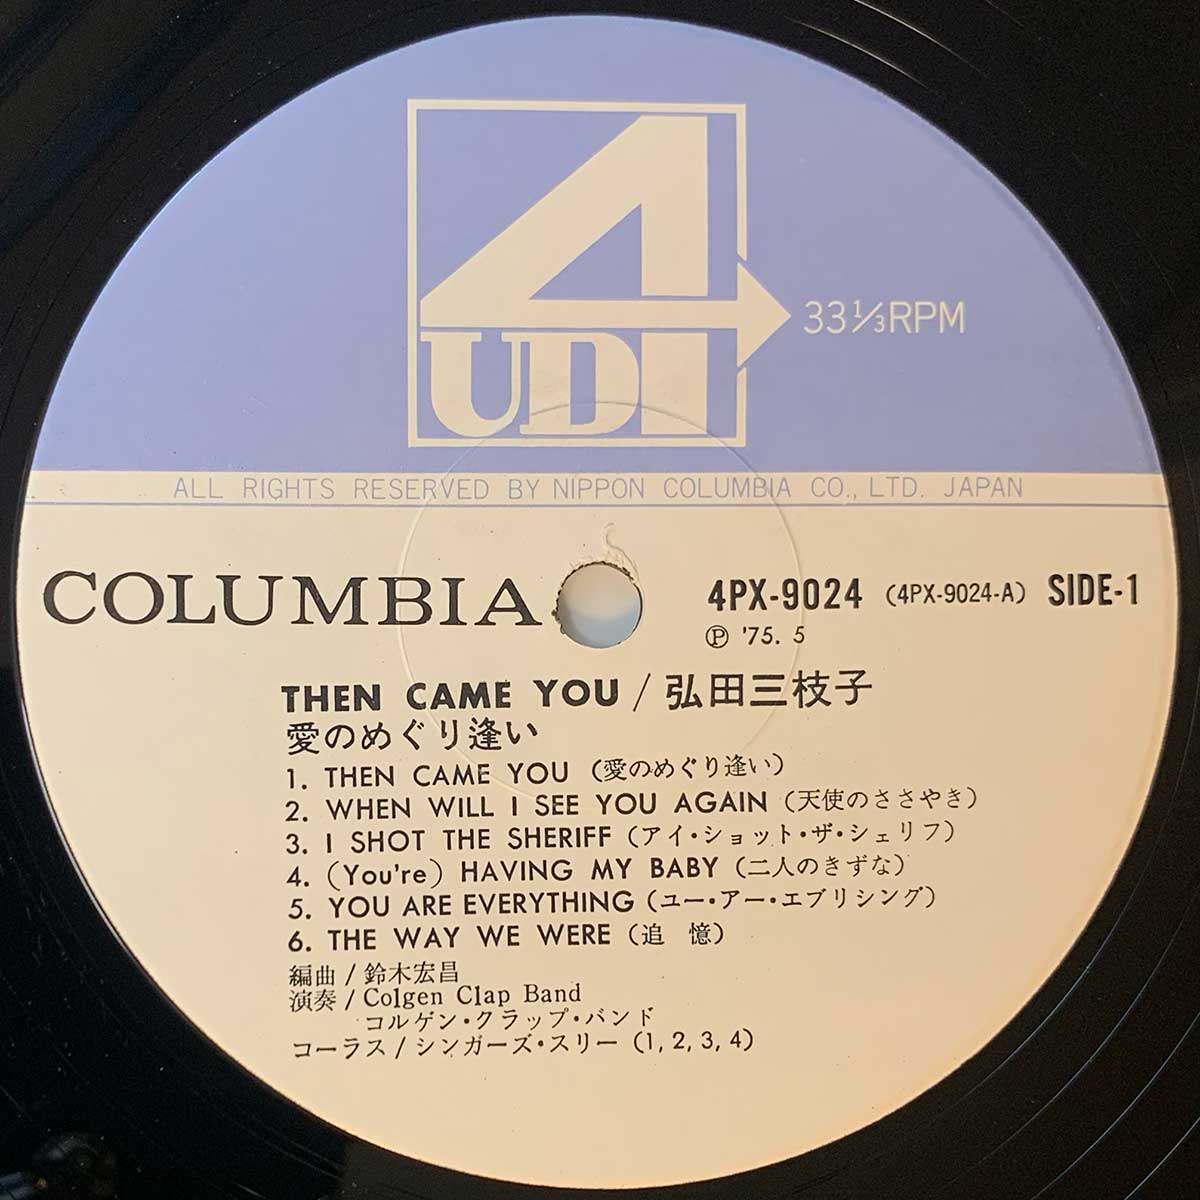 4
UDI
33 1/3 RPM
ALL RIGHTS RESERVED BY NIPPON COLUMBIA CO., LTD. JAPAN
COLUMBIA
4PX-9024 (4PX-9024-A) SIDE-1
Ⓟ '75. 5
THEN CAME YOU / 弘田三枝子
愛のめぐり逢い
1. THEN CAME YOU (愛のめぐり逢い)
2. WHEN WILL I SEE YOU AGAIN (天使のささやき)
3. I SHOT THE SHERIFF (アイ・ショット・ザ・シェリフ)
4. (You're) HAVING MY BABY (二人のきずな)
5. YOU ARE EVERYTHING (ユー・アー・エブリシング)
6. THE WAY WE WERE (追 憶)
編曲 / 鈴木宏昌
演奏 / Colgen Clap Band
コルゲン・クラップ・バンド
コーラス / シンガーズ・スリー (1, 2, 3, 4)